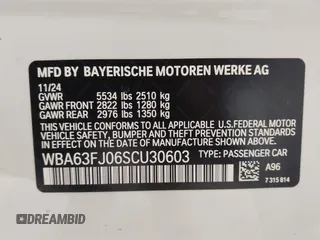 MFD BY BAYERISCHE MOTOREN WERKE AG
11/24
GVWR 5534 lbs 2510 kg
GAWR FRONT 2822 lbs 1280 kg
GAWR REAR 2976 lbs 1350 kg
THIS VEHICLE CONFORMS TO ALL APPLICABLE U.S. FEDERAL MOTOR
VEHICLE SAFETY, BUMPER, AND THEFT PREVENTION STANDARDS
IN EFFECT ON THE DATE OF MANUFACTURE SHOWN ABOVE.
WBA63FJ06SCU30603 TYPE: PASSENGER CAR
A96
7 315 814
DREAMBID